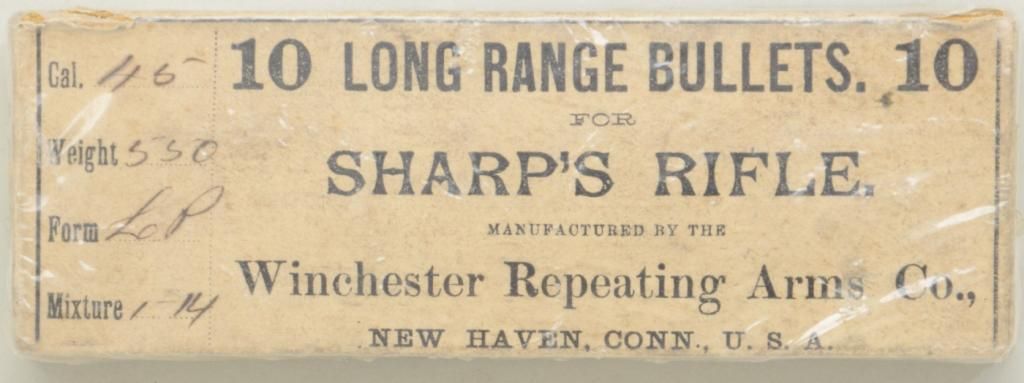 Cal. 45
Weight 550
Form LP
Mixture 1-14
10 LONG RANGE BULLETS. 10
FOR
SHARP'S RIFLE.
MANUFACTURED BY THE
Winchester Repeating Arms Co.,
NEW HAVEN, CONN., U. S. A.